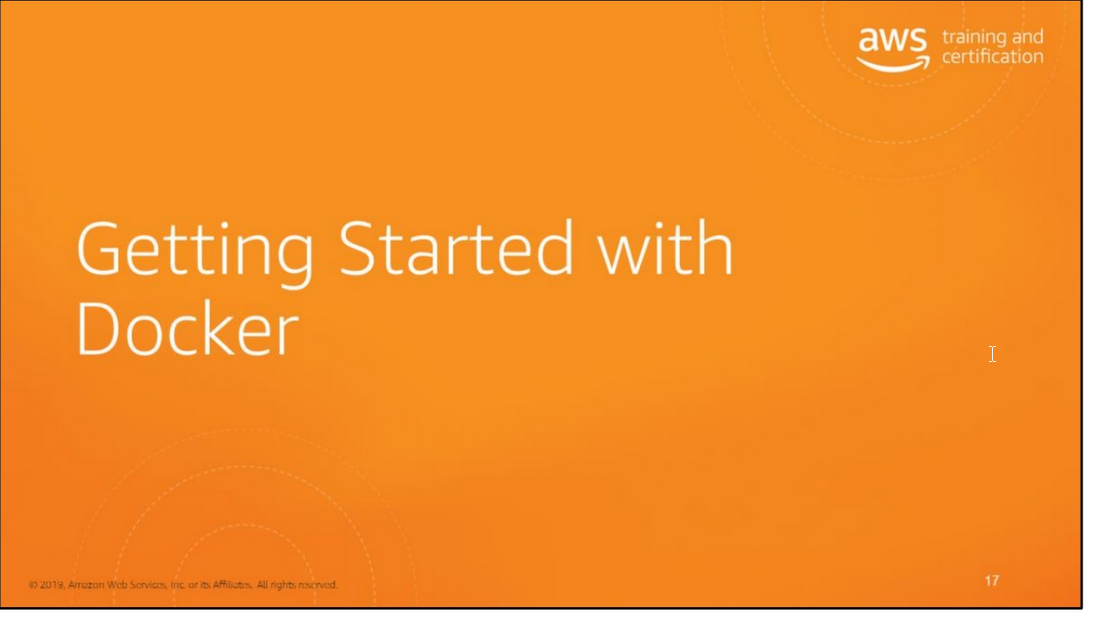 aws training and
certification
Getting Started with
Docker
© 2019, Amazon Web Services, Inc. or its Affiliates. All rights reserved.
17